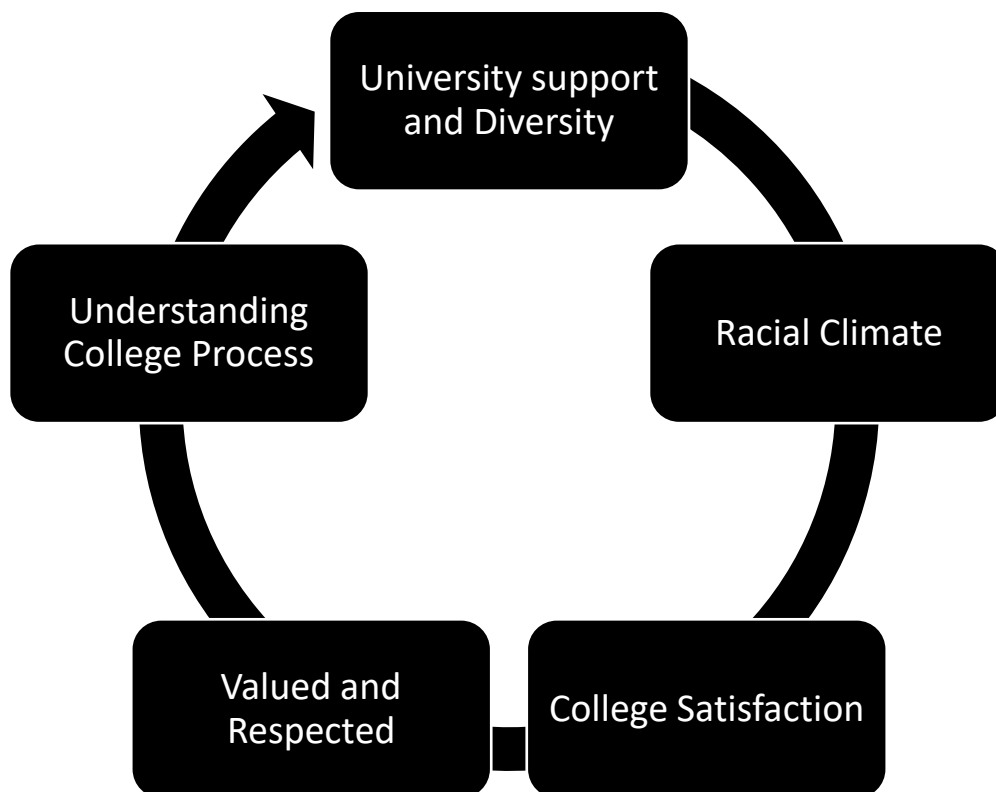 University support
and Diversity
Racial Climate
College Satisfaction
Valued and
Respected
Understanding
College Process